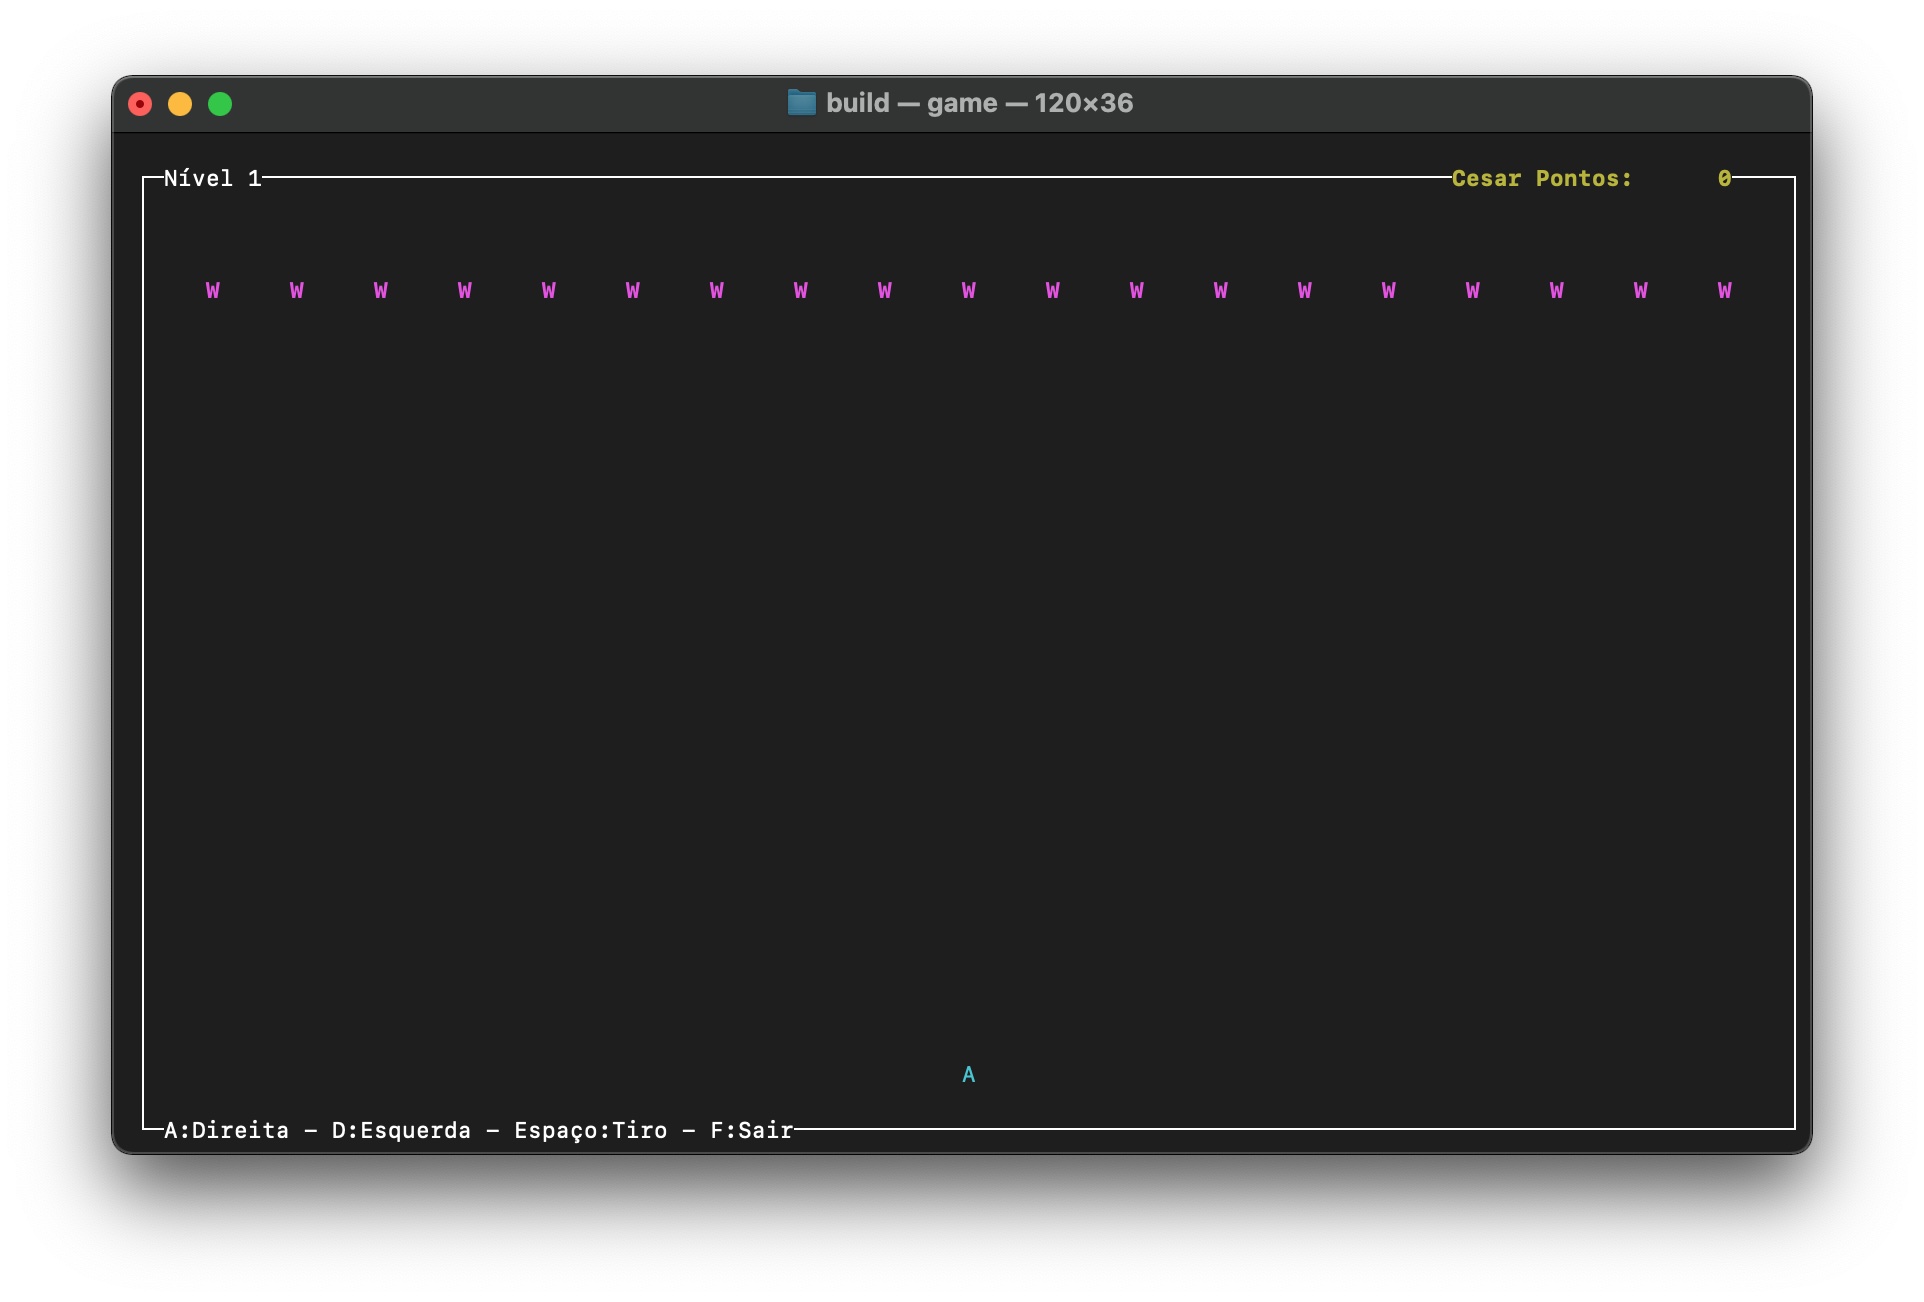 build — game — 120×36
Nível 1 Cesar Pontos: 0
W W W W W W W W W W W W W W W W W W W
A
A:Direita – D:Esquerda – Espaço:Tiro – F:Sair